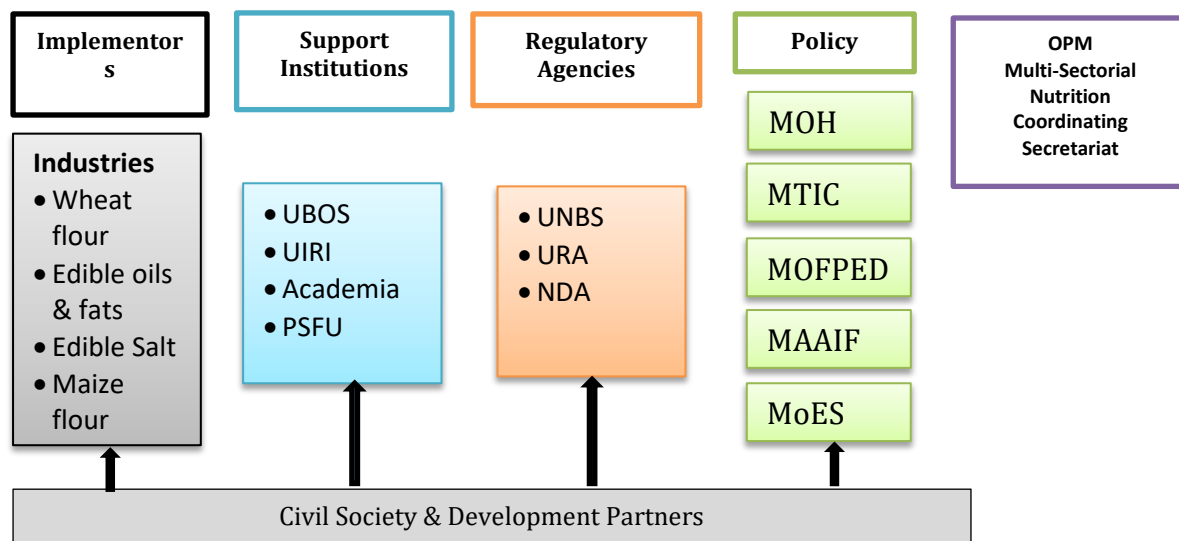 Implementor
s
Support
Institutions
Regulatory
Agencies
Policy
OPM
Multi-Sectorial
Nutrition
Coordinating
Secretariat
Industries
• Wheat
flour
• Edible oils
& fats
• Edible Salt
• Maize
flour
• UBOS
• UIRI
• Academia
• PSFU
• UNBS
• URA
• NDA
MOH
MTIC
MOFPED
MAAIF
MoES
Civil Society & Development Partners